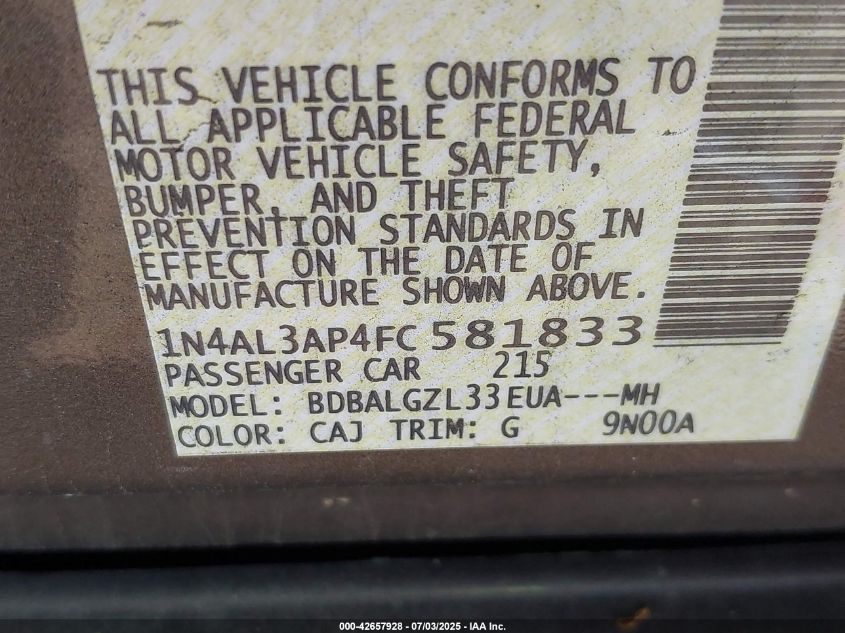 THIS VEHICLE CONFORMS TO
ALL APPLICABLE FEDERAL
MOTOR VEHICLE SAFETY,
BUMPER, AND THEFT
PREVENTION STANDARDS IN
EFFECT ON THE DATE OF
MANUFACTURE SHOWN ABOVE.
1N4AL3AP4FC581833
PASSENGER CAR 215
MODEL: BDBALGZL33EUA---MH
COLOR: CAJ TRIM: G 9N00A
000-42657928 - 07/03/2025 - IAA Inc.